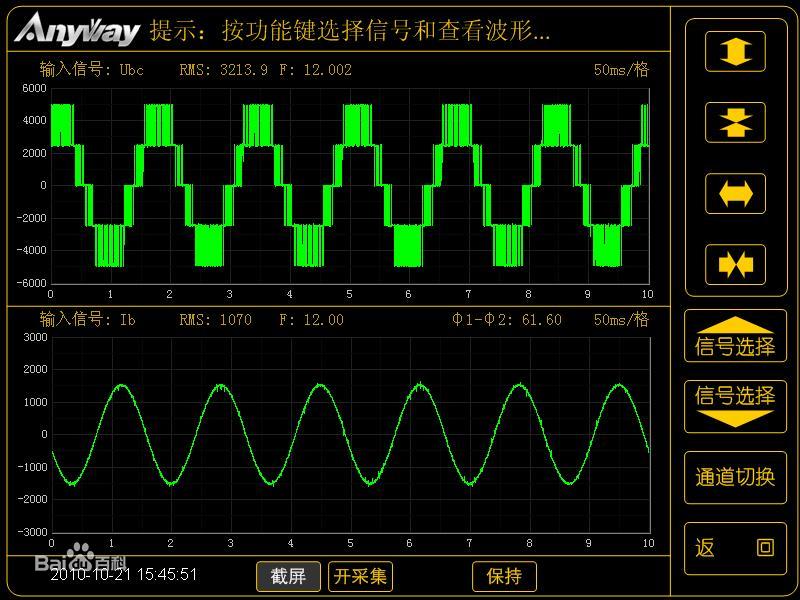 Anyway 提示：按功能键选择信号和查看波形...
输入信号: Ubc RMS: 3213.9 F: 12.002 50ms/格
6000
4000
2000
0
-2000
-4000
-6000
0 1 2 3 4 5 6 7 8 9 10
输入信号: Ib RMS: 1070 F: 12.00 Φ1-Φ2: 61.60 50ms/格
3000
2000
1000
0
-1000
-2000
-3000
0 1 2 3 4 5 6 7 8 9 10
信号选择
信号选择
通道切换
返 回
Bai百科
2010-10-21 15:45:51 截屏 开采集 保持